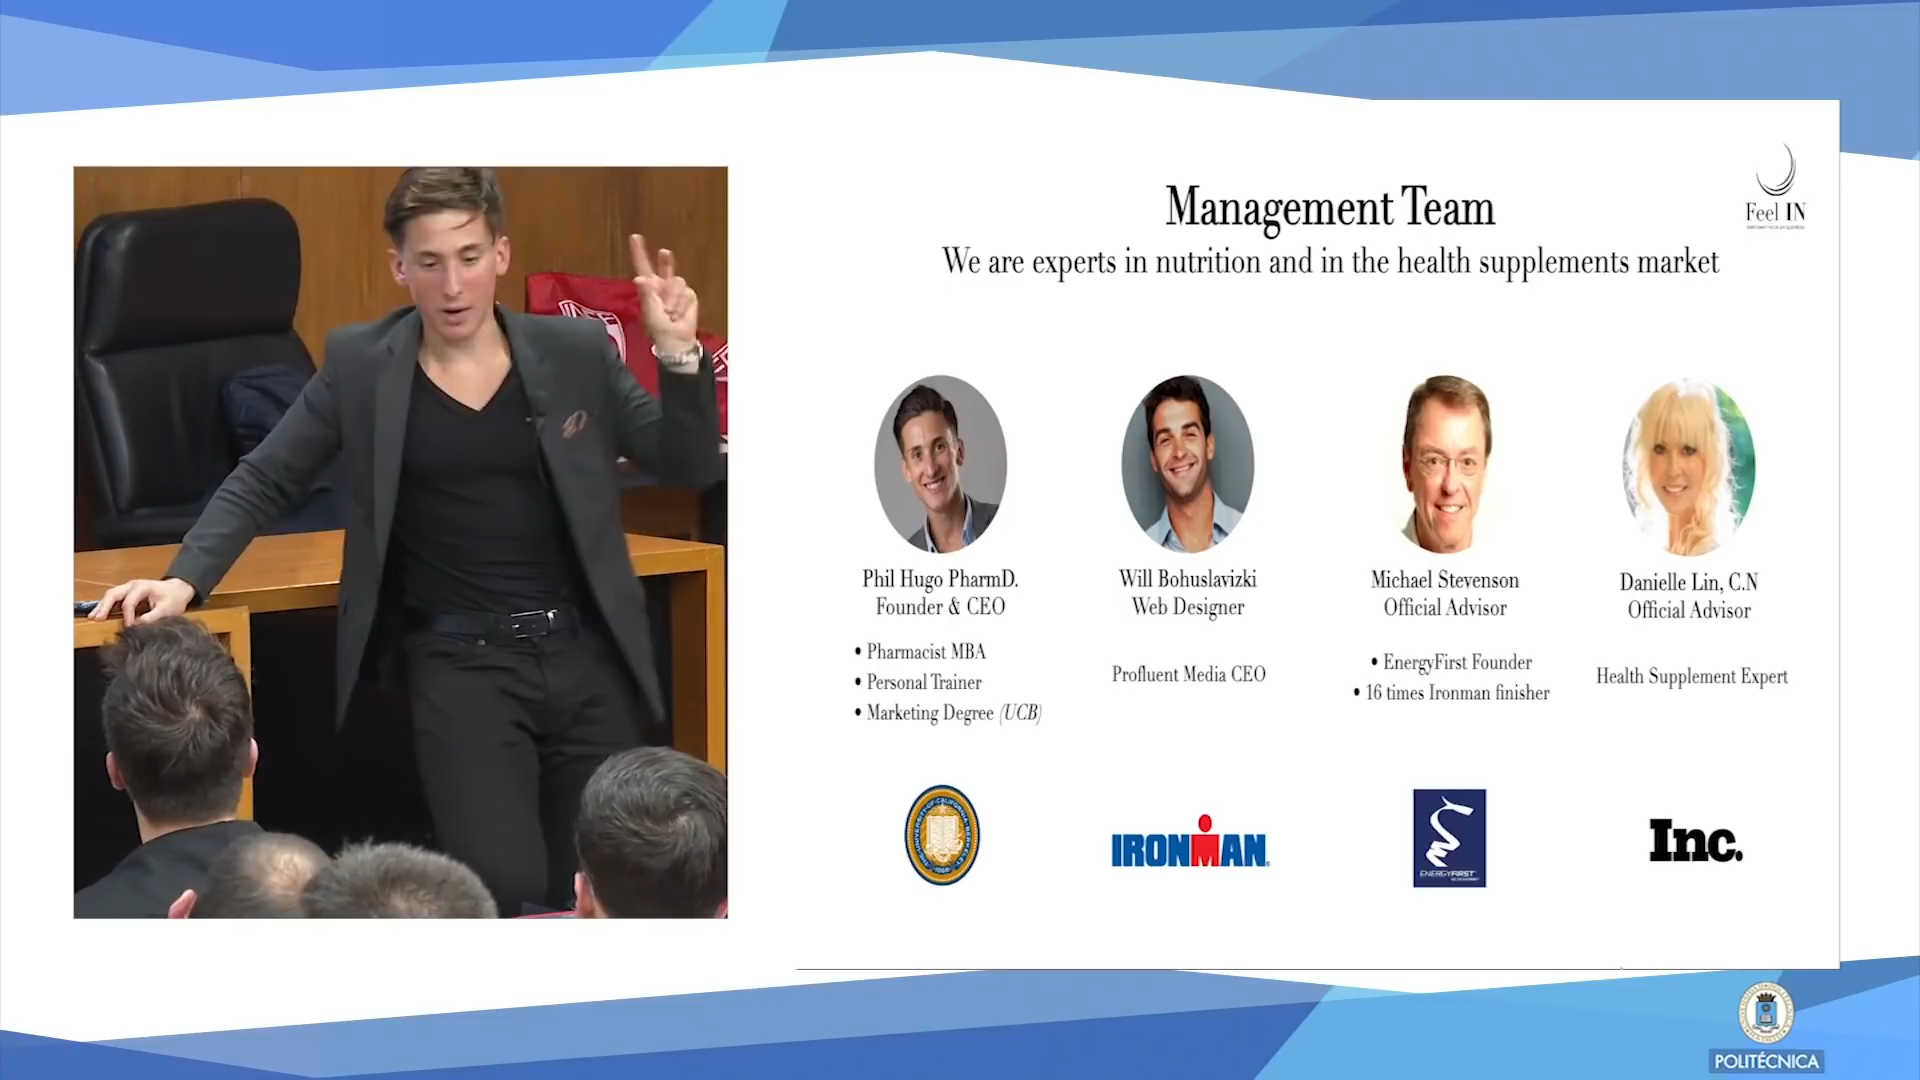 Management Team
We are experts in nutrition and in the health supplements market
Feel IN
Phil Hugo PharmD.
Founder & CEO
• Pharmacist MBA
• Personal Trainer
• Marketing Degree (UCB)
Will Bohuslavizki
Web Designer
Profluent Media CEO
Michael Stevenson
Official Advisor
• EnergyFirst Founder
• 16 times Ironman finisher
Danielle Lin, C.N
Official Advisor
Health Supplement Expert
IRONMAN
ENERGYFIRST
Inc.
POLITÉCNICA